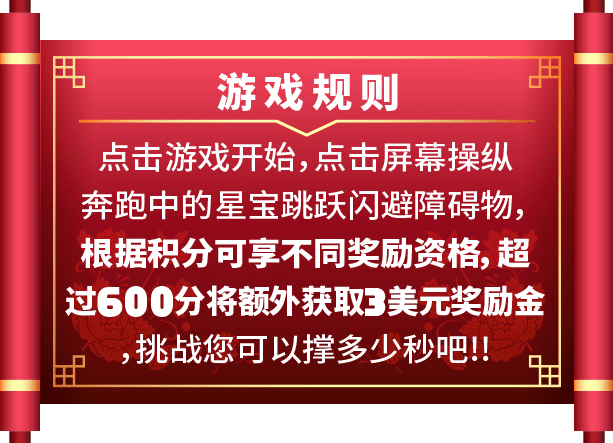 游戏规则
点击游戏开始，点击屏幕操纵
奔跑中的星宝跳跃闪避障碍物，
根据积分可享不同奖励资格，超
过600分将额外获取3美元奖励金
，挑战您可以撑多少秒吧!!